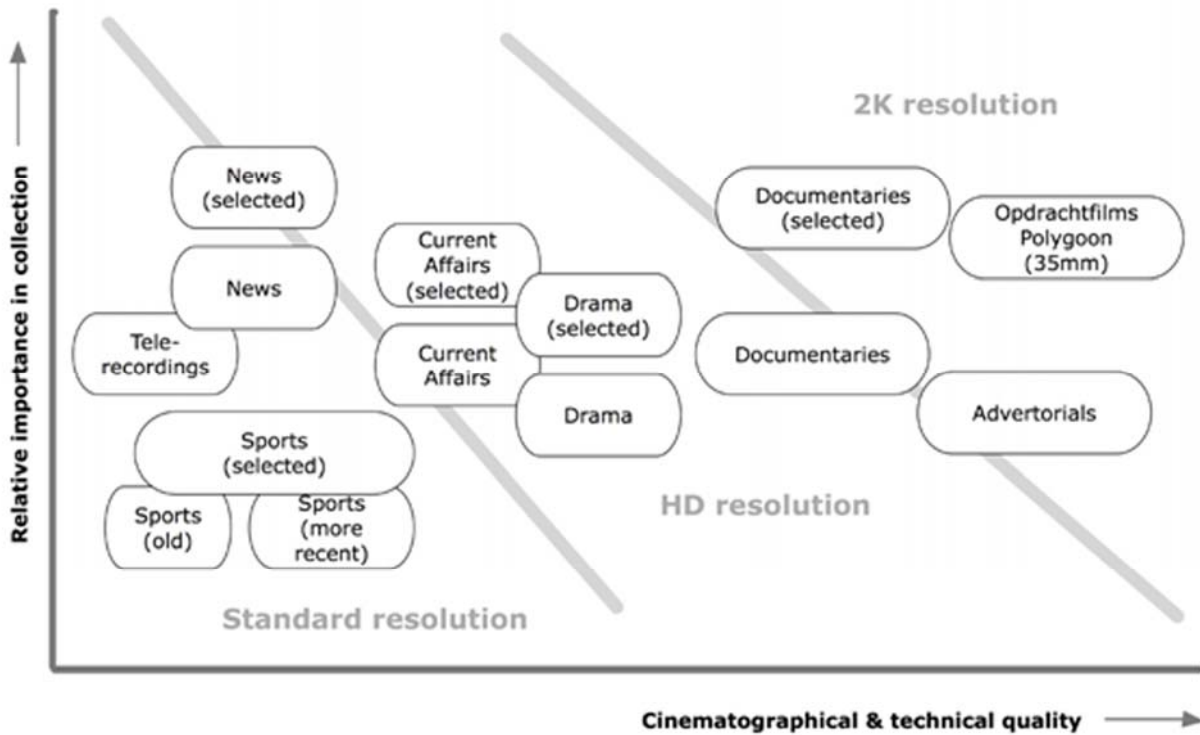 2K resolution
News
(selected)
Documentaries
(selected)
Opdrachtfilms
Polygoon
(35mm)
Current
Affairs
(selected)
News
Drama
(selected)
Tele-
recordings
Current
Affairs
Documentaries
Drama
Advertorials
Sports
(selected)
Sports
(old)
Sports
(more
recent)
HD resolution
Standard resolution
Relative importance in collection
Cinematographical & technical quality